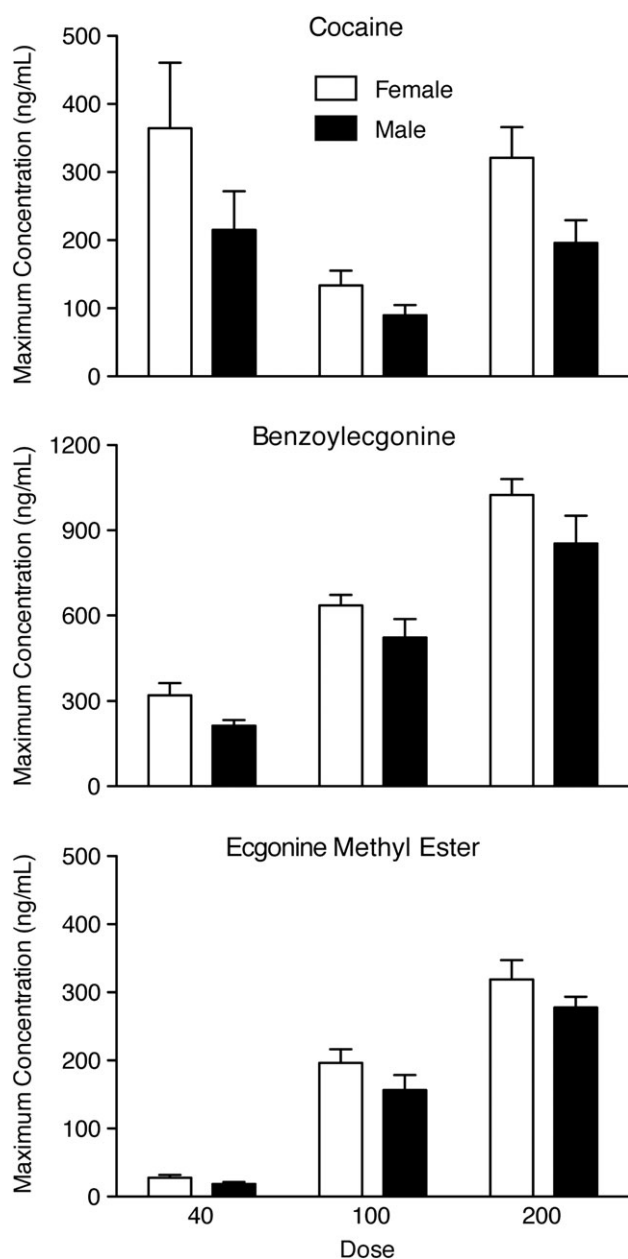 Cocaine
Female
Male
Maximum Concentration (ng/mL)
500
400
300
200
100
0
Benzoylecgonine
Maximum Concentration (ng/mL)
1200
900
600
300
0
Ecgonine Methyl Ester
Maximum Concentration (ng/mL)
500
400
300
200
100
0
40 100 200
Dose